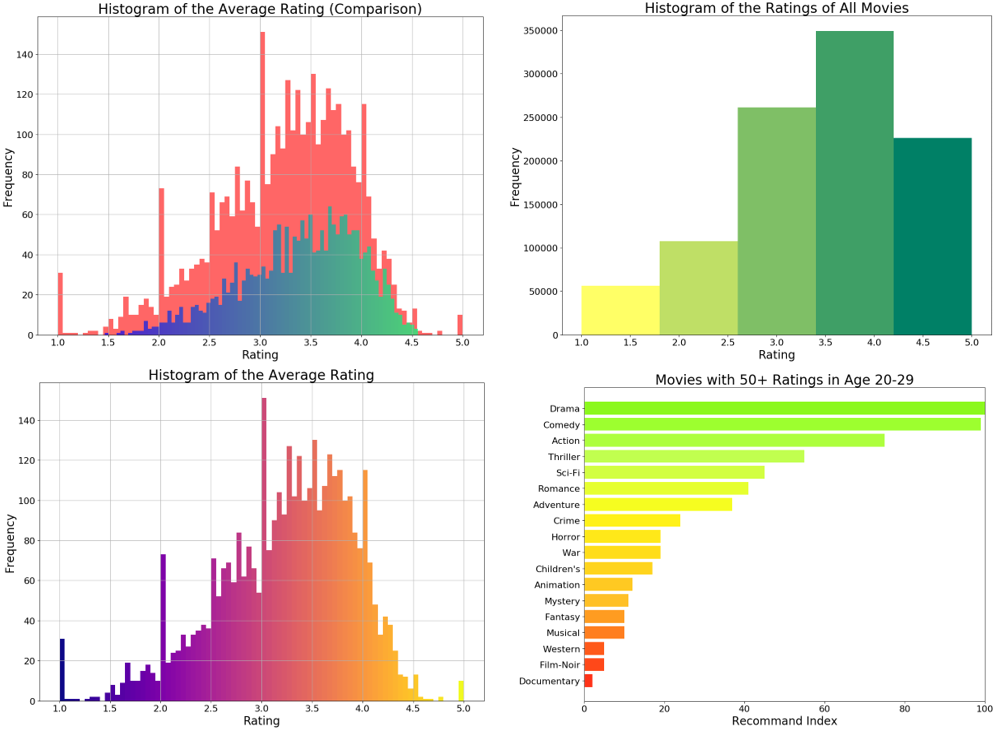 Histogram of the Average Rating (Comparison)
Frequency
140
120
100
80
60
40
20
0
1.0 1.5 2.0 2.5 3.0 3.5 4.0 4.5 5.0
Rating
Histogram of the Ratings of All Movies
Frequency
350000
300000
250000
200000
150000
100000
50000
0
1.0 1.5 2.0 2.5 3.0 3.5 4.0 4.5 5.0
Rating
Histogram of the Average Rating
Frequency
140
120
100
80
60
40
20
0
1.0 1.5 2.0 2.5 3.0 3.5 4.0 4.5 5.0
Rating
Movies with 50+ Ratings in Age 20-29
Drama
Comedy
Action
Thriller
Sci-Fi
Romance
Adventure
Crime
Horror
War
Children's
Animation
Mystery
Fantasy
Musical
Western
Film-Noir
Documentary
0 20 40 60 80 100
Recommand Index